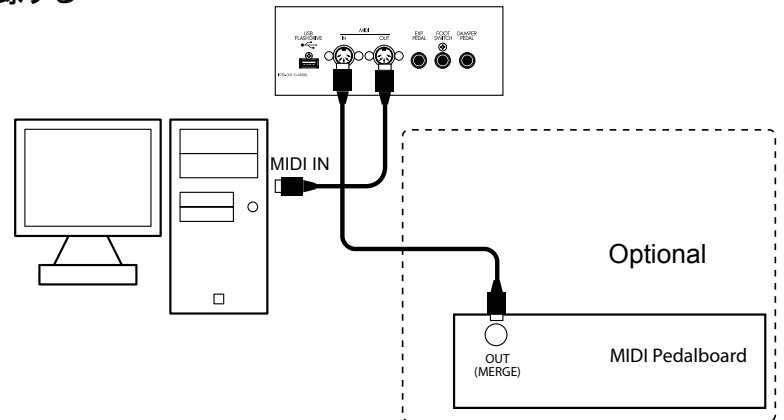 録する
MIDI
USB
FLASH DRIVE
IN
OUT
EXP.
PEDAL
FOOT
SWITCH
DAMPER
PEDAL
MIDI IN
Optional
OUT
(MERGE)
MIDI Pedalboard